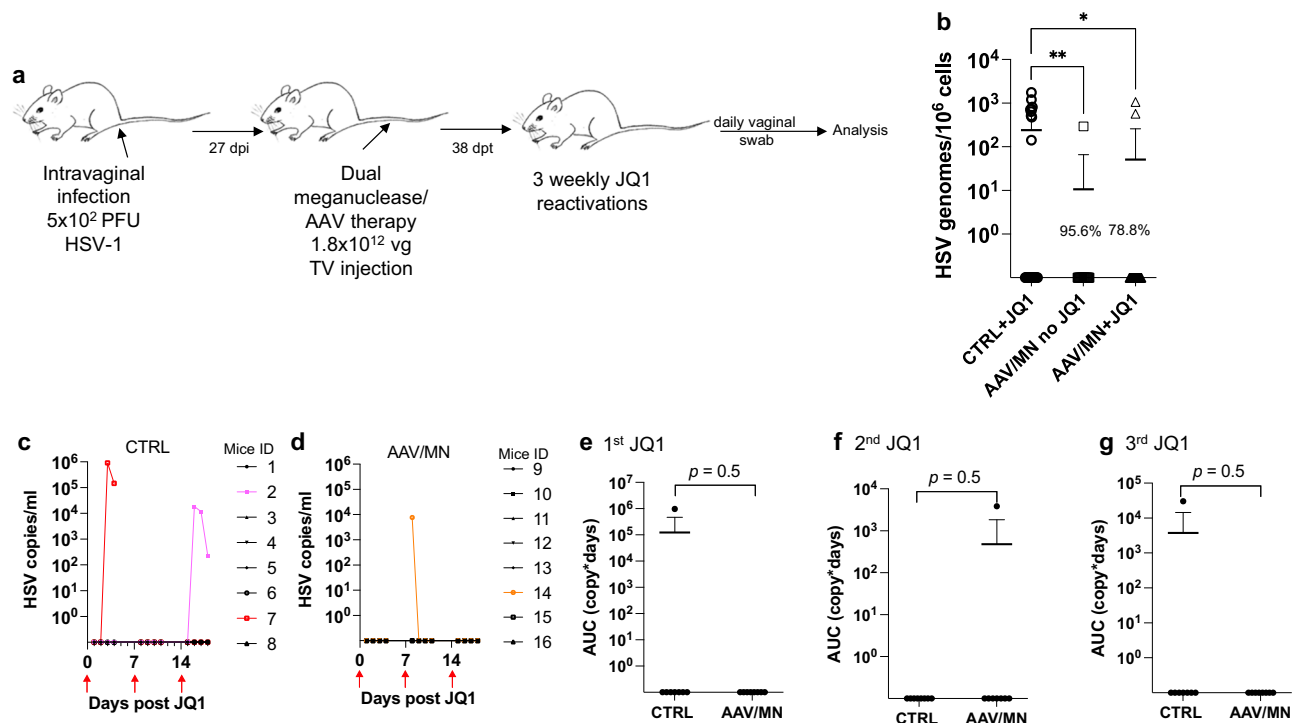 a
Intravaginal
infection
5x10² PFU
HSV-1
27 dpi
Dual
meganuclease/
AAV therapy
1.8x10¹² vg
TV injection
38 dpt
3 weekly JQ1
reactivations
daily vaginal
swab
Analysis
b
HSV genomes/10⁶ cells
10⁴
10³
10²
10¹
10⁰
*
**
95.6%
78.8%
CTRL+JQ1
AAV/MN no JQ1
AAV/MN+JQ1
c
CTRL
HSV copies/ml
10⁶
10⁵
10⁴
10³
10²
10¹
10⁰
0
7
14
Days post JQ1
Mice ID
1
2
3
4
5
6
7
8
d
AAV/MN
HSV copies/ml
10⁶
10⁵
10⁴
10³
10²
10¹
10⁰
0
7
14
Days post JQ1
Mice ID
9
10
11
12
13
14
15
16
e
1ˢᵗ JQ1
p = 0.5
AUC (copy*days)
10⁷
10⁶
10⁵
10⁴
10³
10²
10¹
10⁰
CTRL
AAV/MN
f
2ⁿᵈ JQ1
p = 0.5
AUC (copy*days)
10⁴
10³
10²
10¹
10⁰
CTRL
AAV/MN
g
3ʳᵈ JQ1
p = 0.5
AUC (copy*days)
10⁵
10⁴
10³
10²
10¹
10⁰
CTRL
AAV/MN